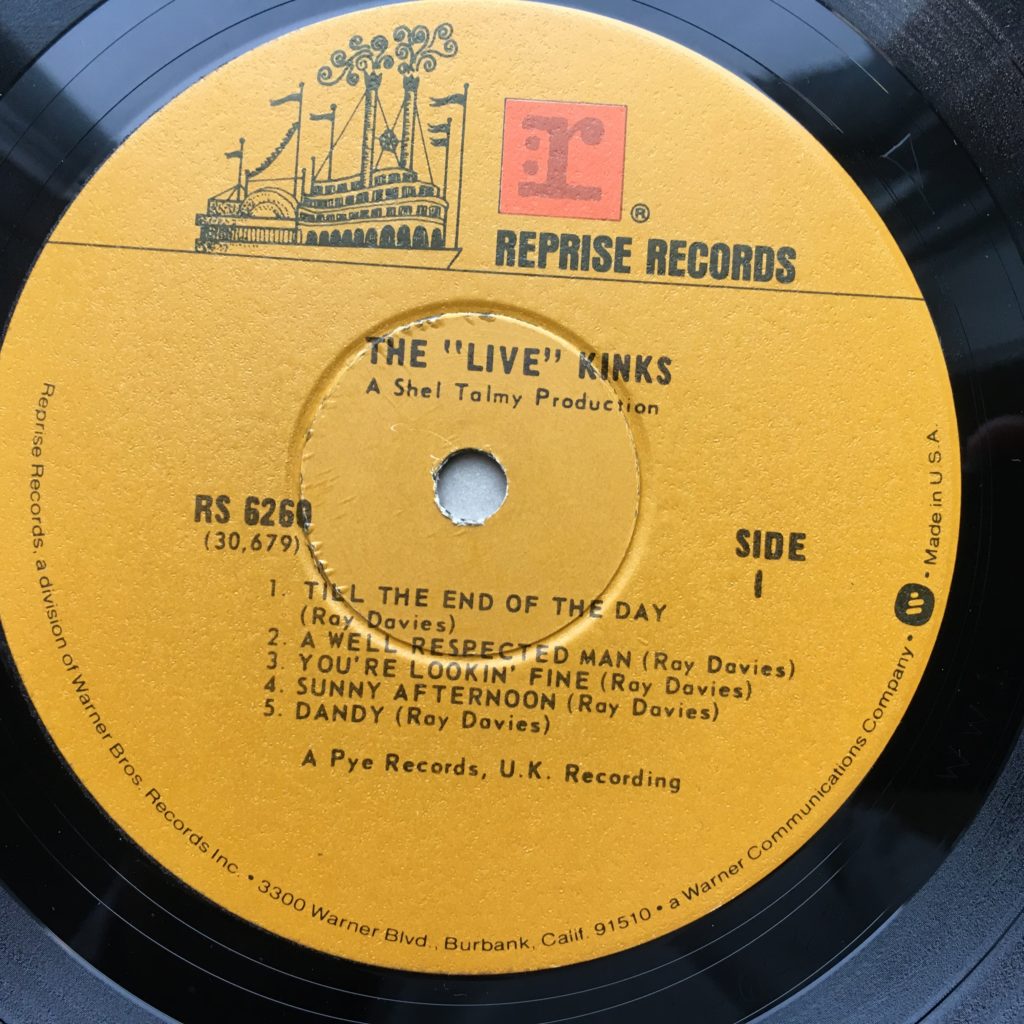 r
®
REPRISE RECORDS
THE "LIVE" KINKS
A Shel Talmy Production
RS 6260
(30,679)
SIDE
1
1. TILL THE END OF THE DAY
(Ray Davies)
2. A WELL RESPECTED MAN (Ray Davies)
3. YOU'RE LOOKIN' FINE (Ray Davies)
4. SUNNY AFTERNOON (Ray Davies)
5. DANDY (Ray Davies)
A Pye Records, U.K. Recording
Reprise Records, a division of Warner Bros. Records Inc. • 3300 Warner Blvd., Burbank, Calif. 91510 • a Warner Communications Company • W • Made in U.S.A.